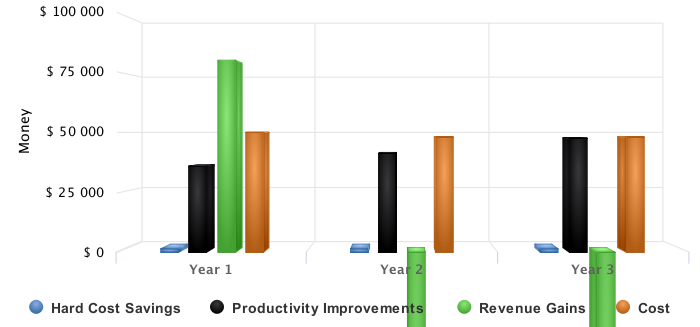 $ 100 000
$ 75 000
$ 50 000
$ 25 000
$ 0
Money
Year 1 Year 2 Year 3
Hard Cost Savings Productivity Improvements Revenue Gains Cost